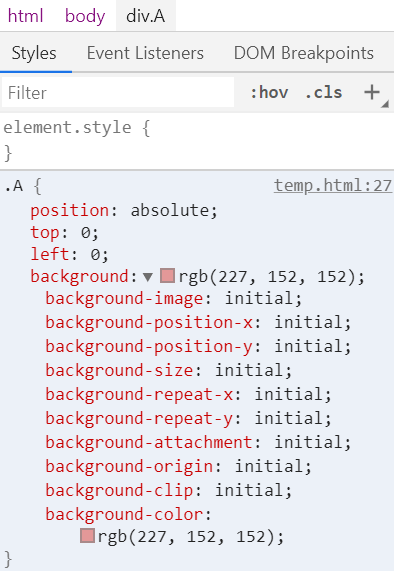 html body div.A
Styles Event Listeners DOM Breakpoints
Filter :hov .cls +
element.style {
}
.A { temp.html:27
position: absolute;
top: 0;
left: 0;
background: rgb(227, 152, 152);
background-image: initial;
background-position-x: initial;
background-position-y: initial;
background-size: initial;
background-repeat-x: initial;
background-repeat-y: initial;
background-attachment: initial;
background-origin: initial;
background-clip: initial;
background-color:
rgb(227, 152, 152);
}